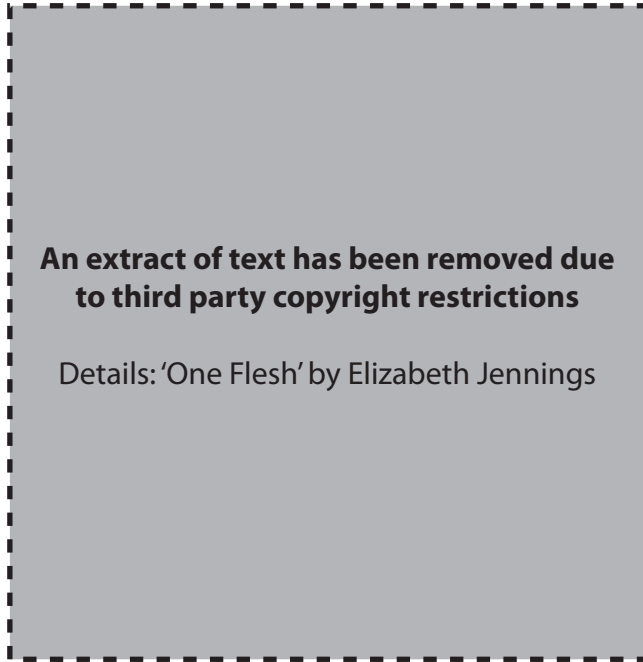 An extract of text has been removed due
to third party copyright restrictions
Details: ‘One Flesh’ by Elizabeth Jennings